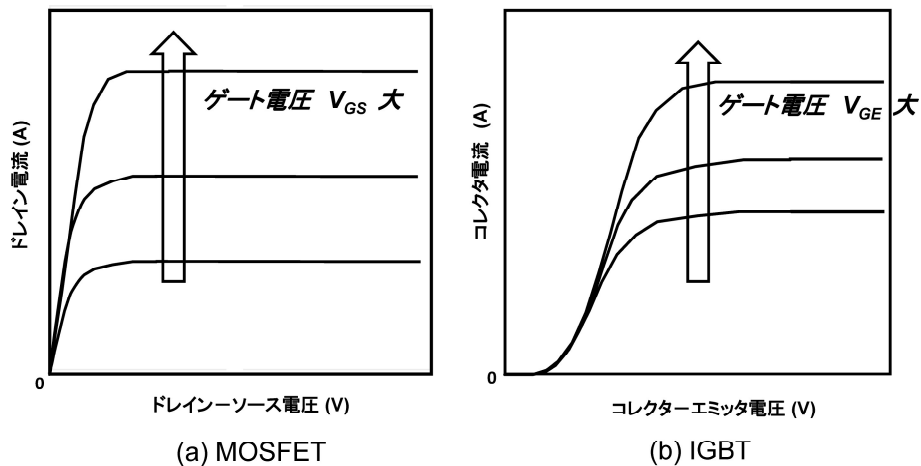 ドレイン電流 (A)
ゲート電圧 VGS 大
0
ドレインーソース電圧 (V)
(a) MOSFET
コレクタ電流 (A)
ゲート電圧 VGE 大
0
コレクターエミッタ電圧 (V)
(b) IGBT